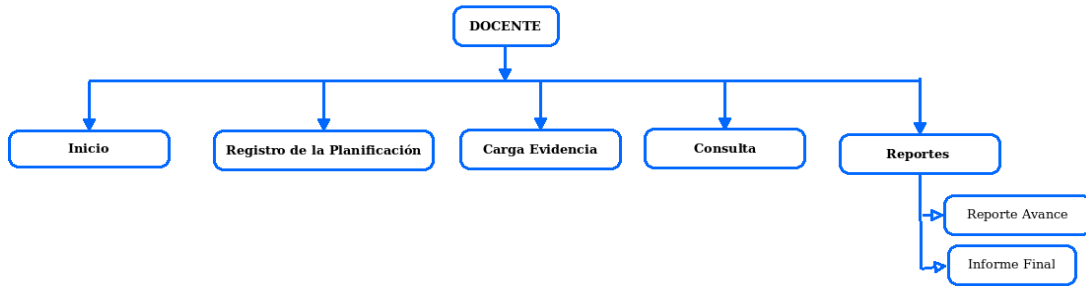 DOCENTE
Inicio
Registro de la Planificación
Carga Evidencia
Consulta
Reportes
Reporte Avance
Informe Final